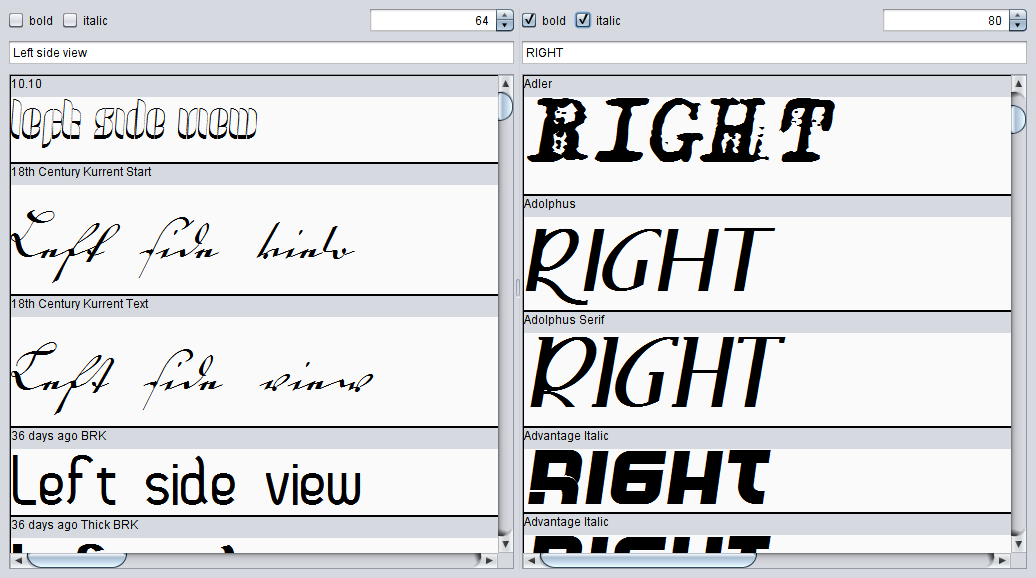 bold italic 64
Left side view
10.10
left side view
18th Century Kurrent Start
Left side view
18th Century Kurrent Text
Left side view
36 days ago BRK
Left side view
36 days ago Thick BRK
bold italic 80
RIGHT
Adler
RIGHT
Adolphus
RIGHT
Adolphus Serif
RIGHT
Advantage Italic
RIGHT
Advantage Italic
RIGHT